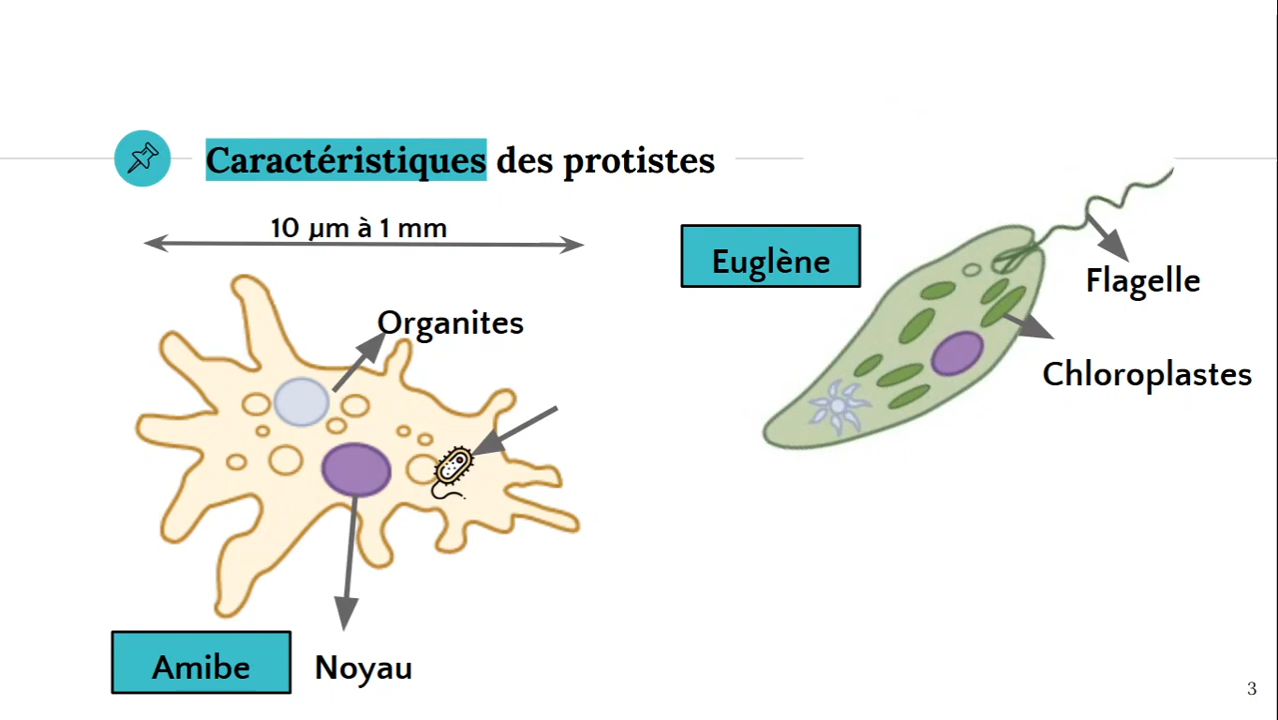 Caractéristiques des protistes
10 µm à 1 mm
Organites
Euglène
Flagelle
Chloroplastes
Amibe
Noyau
3